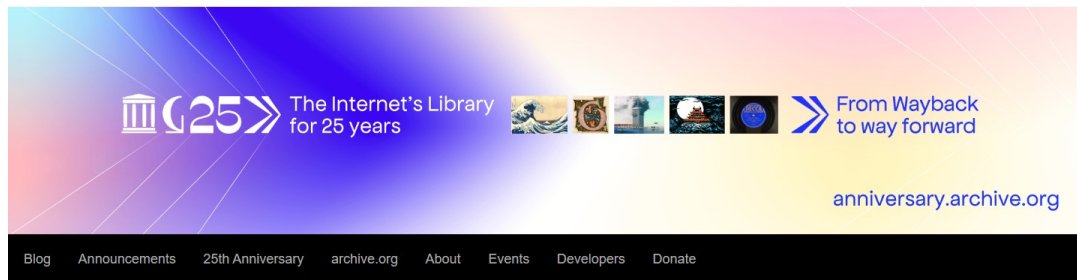 25
The Internet's Library
for 25 years
From Wayback
to way forward
anniversary.archive.org
Blog Announcements 25th Anniversary archive.org About Events Developers Donate